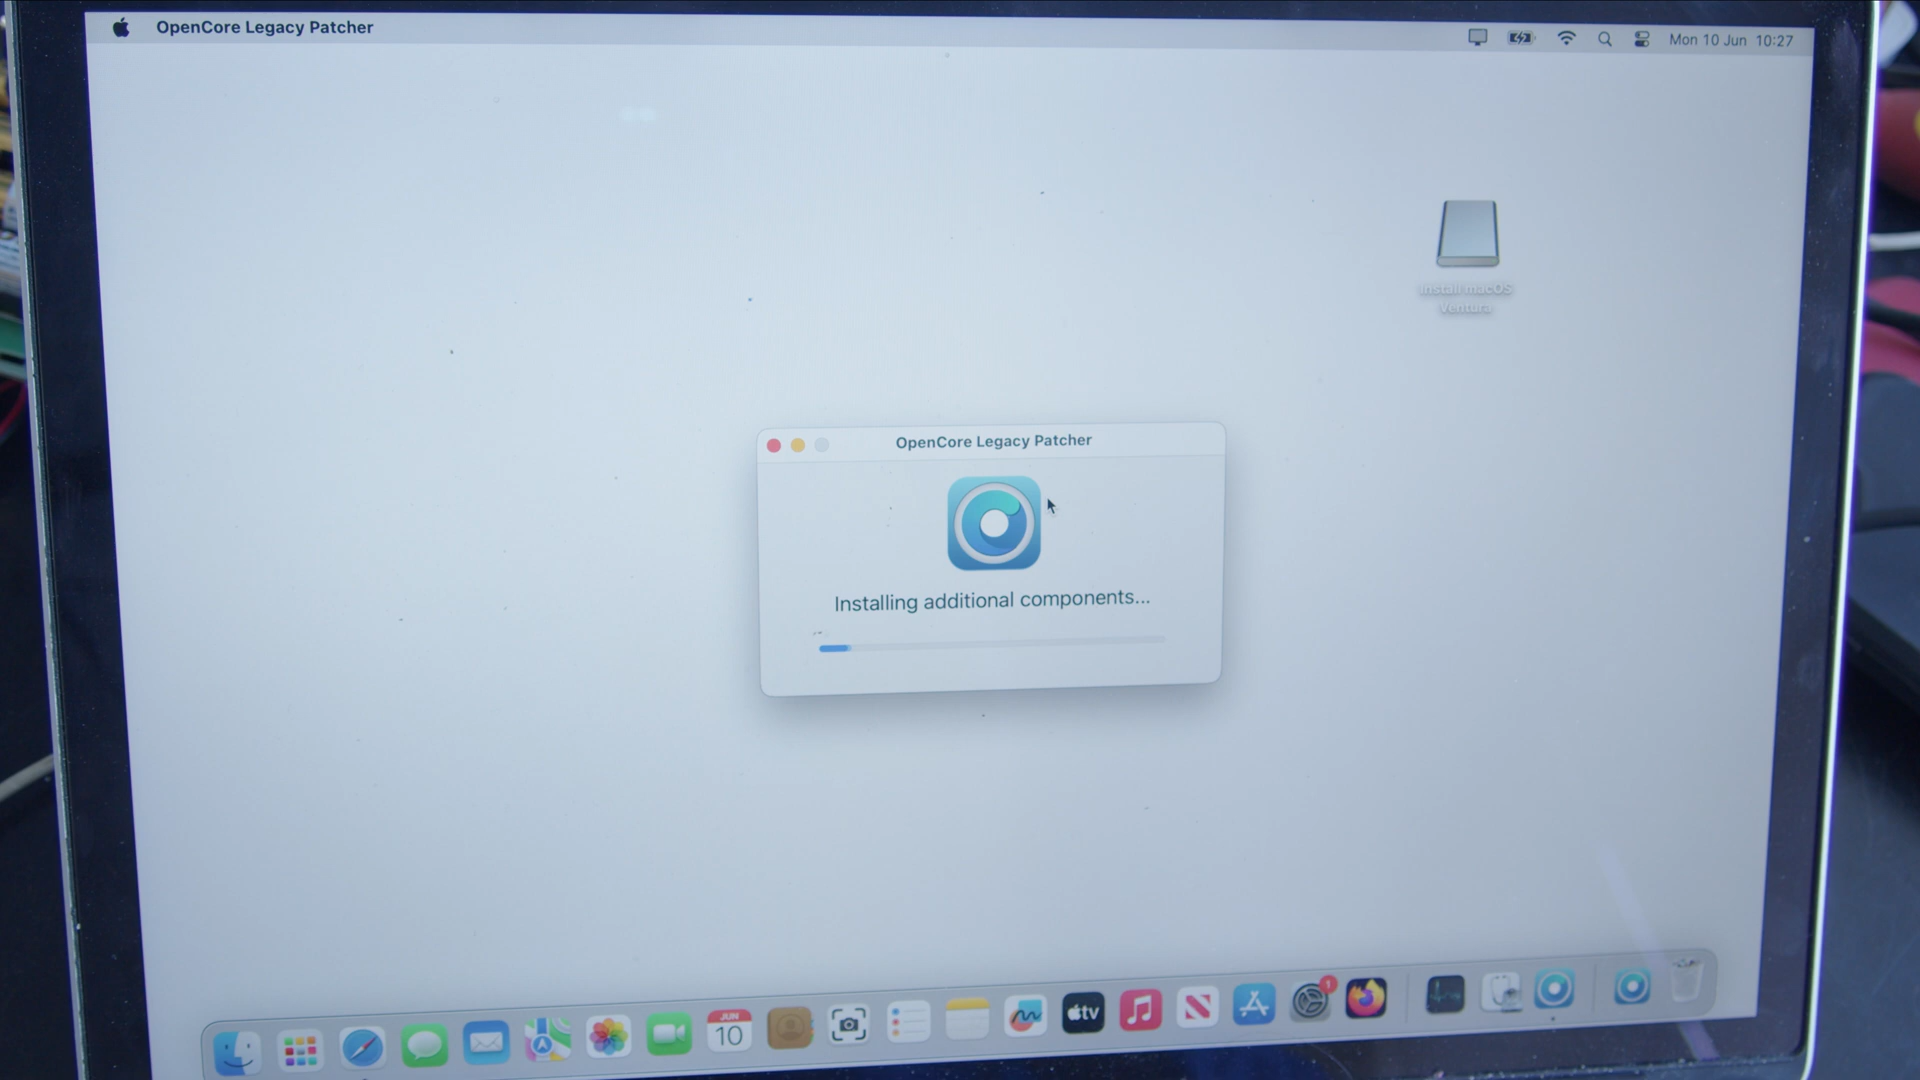 OpenCore Legacy Patcher
Mon 10 Jun 10:27
Install macOS
Ventura
OpenCore Legacy Patcher
Installing additional components...
JUN
10
tv
1